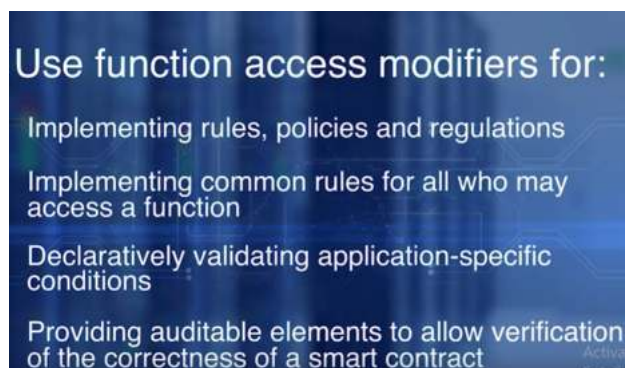 Use function access modifiers for:
Implementing rules, policies and regulations
Implementing common rules for all who may
access a function
Declaratively validating application-specific
conditions
Providing auditable elements to allow verification
of the correctness of a smart contract
Activa